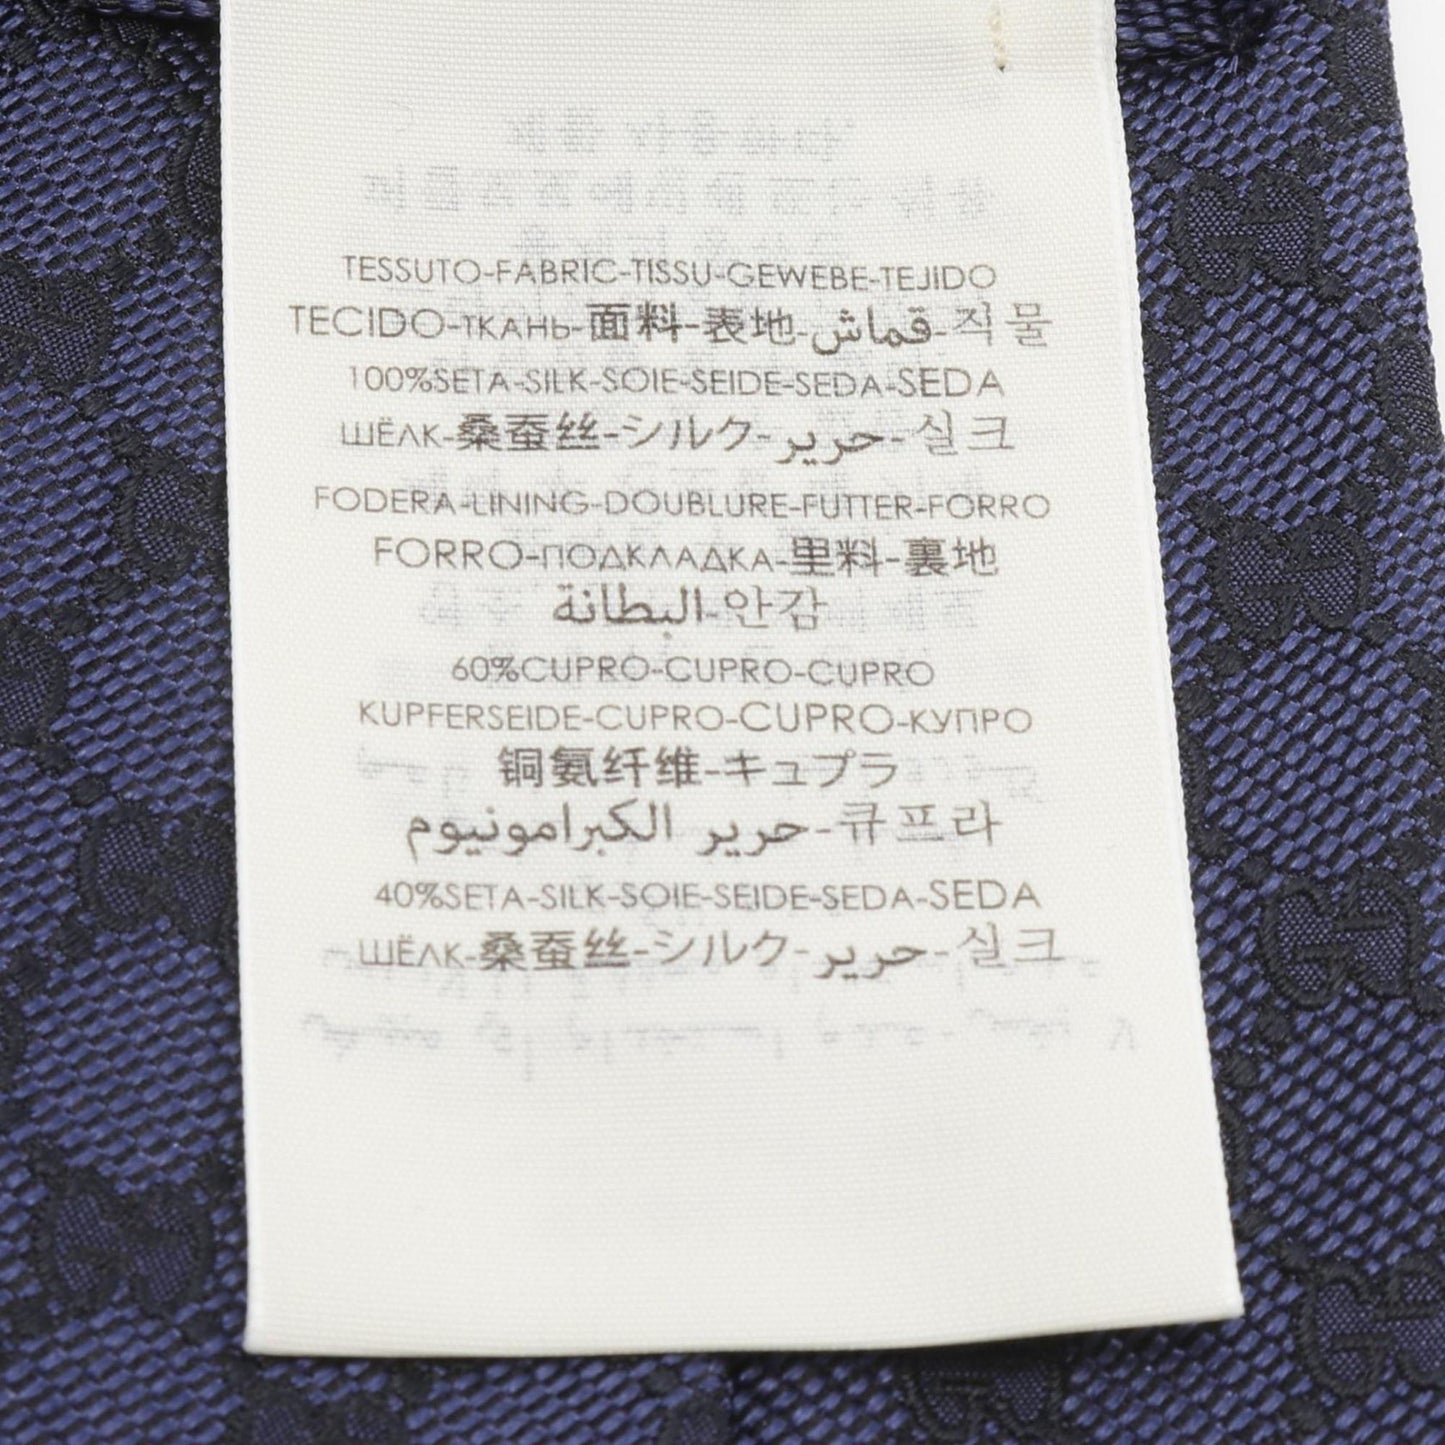 TESSUTO-FABRIC-TISSU-GEWEBE-TEJIDO
TECIDO-ТКАНЬ-面料-表地-قماش-직물
100%SETA-SILK-SOIE-SEIDE-SEDA-SEDA
ШЁЛК-桑蚕丝-シルク-حرير-실크
FODERA-LINING-DOUBLURE-FUTTER-FORRO
FORRO-ПОДКЛАДКА-里料-裏地
البطانة-안감
60%CUPRO-CUPRO-CUPRO
KUPFERSEIDE-CUPRO-CUPRO-КУПРО
铜氨纤维-キュプラ
حرير الكبرامونيوم-큐프라
40%SETA-SILK-SOIE-SEIDE-SEDA-SEDA
ШЁЛК-桑蚕丝-シルク-حرير-실크